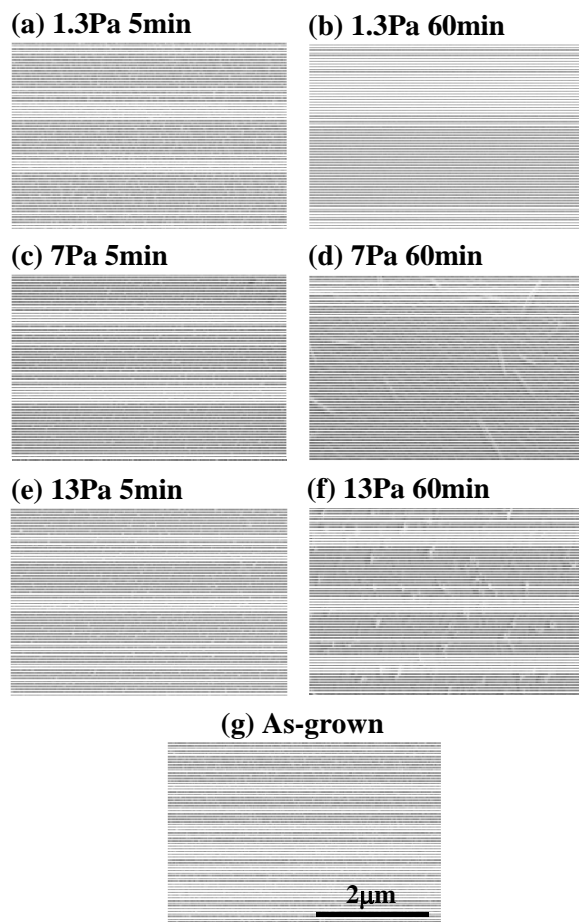 (a) 1.3Pa 5min
(b) 1.3Pa 60min
(c) 7Pa 5min
(d) 7Pa 60min
(e) 13Pa 5min
(f) 13Pa 60min
(g) As-grown
2μm